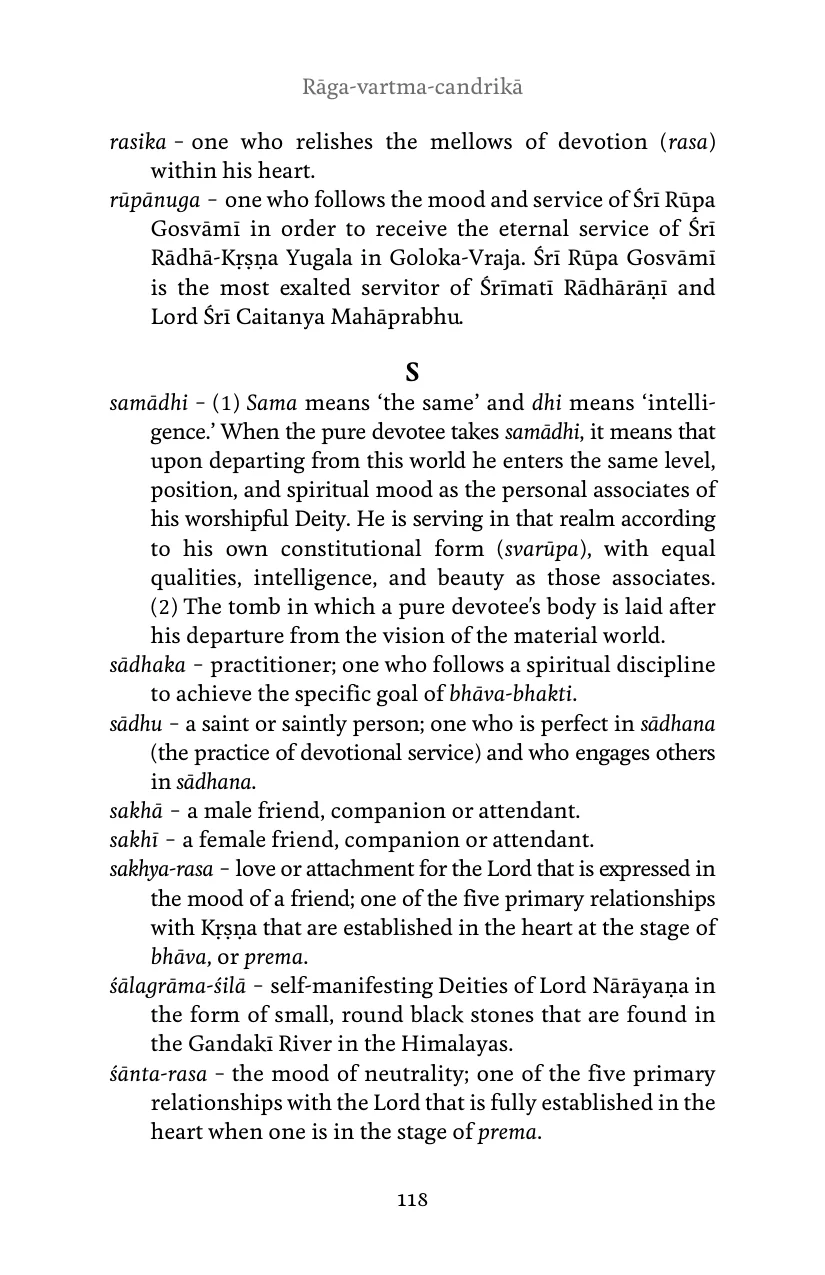 Rāga-vartma-candrikā
rasika – one who relishes the mellows of devotion (rasa)
within his heart.
rūpānuga – one who follows the mood and service of Śrī Rūpa
Gosvāmī in order to receive the eternal service of Śrī
Rādhā-Kṛṣṇa Yugala in Goloka-Vraja. Śrī Rūpa Gosvāmī
is the most exalted servitor of Śrīmatī Rādhārāṇī and
Lord Śrī Caitanya Mahāprabhu.
S
samādhi – (1) Sama means ‘the same’ and dhi means ‘intelli-
gence.’ When the pure devotee takes samādhi, it means that
upon departing from this world he enters the same level,
position, and spiritual mood as the personal associates of
his worshipful Deity. He is serving in that realm according
to his own constitutional form (svarūpa), with equal
qualities, intelligence, and beauty as those associates.
(2) The tomb in which a pure devotee's body is laid after
his departure from the vision of the material world.
sādhaka – practitioner; one who follows a spiritual discipline
to achieve the specific goal of bhāva-bhakti.
sādhu – a saint or saintly person; one who is perfect in sādhana
(the practice of devotional service) and who engages others
in sādhana.
sakhā – a male friend, companion or attendant.
sakhī – a female friend, companion or attendant.
sakhya-rasa – love or attachment for the Lord that is expressed in
the mood of a friend; one of the five primary relationships
with Kṛṣṇa that are established in the heart at the stage of
bhāva, or prema.
śālagrāma-śilā – self-manifesting Deities of Lord Nārāyaṇa in
the form of small, round black stones that are found in
the Gandakī River in the Himalayas.
śānta-rasa – the mood of neutrality; one of the five primary
relationships with the Lord that is fully established in the
heart when one is in the stage of prema.
118